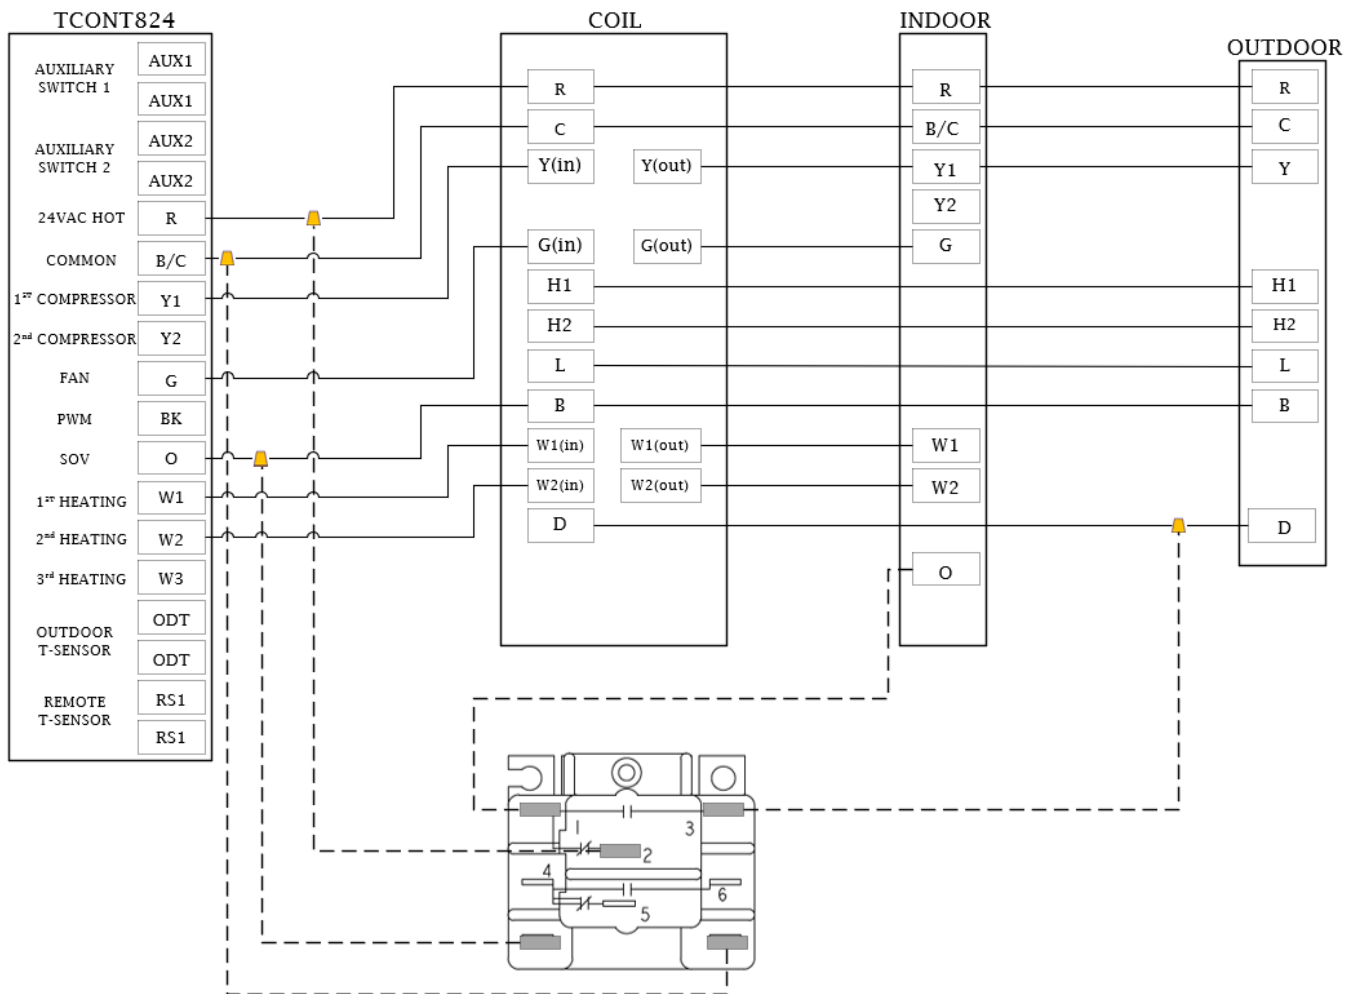 TCONT824
COIL
INDOOR
OUTDOOR
AUXILIARY
SWITCH 1
AUX1
AUX1
AUXILIARY
SWITCH 2
AUX2
AUX2
24VAC HOT
R
COMMON
B/C
1ST COMPRESSOR
Y1
2nd COMPRESSOR
Y2
FAN
G
PWM
BK
SOV
O
1ST HEATING
W1
2nd HEATING
W2
3rd HEATING
W3
OUTDOOR
T-SENSOR
ODT
ODT
REMOTE
T-SENSOR
RS1
RS1
R
C
Y(in)
Y(out)
G(in)
G(out)
H1
H2
L
B
W1(in)
W1(out)
W2(in)
W2(out)
D
R
B/C
Y1
Y2
G
W1
W2
O
R
C
Y
H1
H2
L
B
D
1
3
2
4
6
5